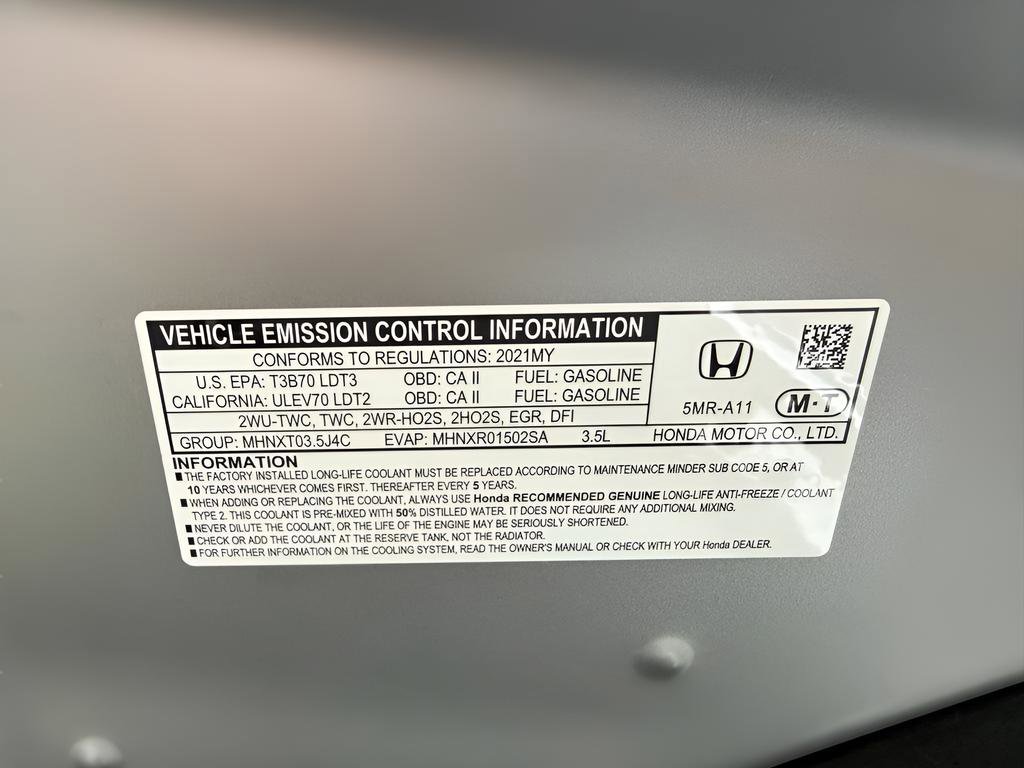 VEHICLE EMISSION CONTROL INFORMATION
CONFORMS TO REGULATIONS: 2021MY
U.S. EPA: T3B70 LDT3 OBD: CA II FUEL: GASOLINE
CALIFORNIA: ULEV70 LDT2 OBD: CA II FUEL: GASOLINE
5MR-A11 M-T
2WU-TWC, TWC, 2WR-HO2S, 2HO2S, EGR, DFI
GROUP: MHNXT03.5J4C EVAP: MHNXR01502SA 3.5L HONDA MOTOR CO., LTD.
INFORMATION
■ THE FACTORY INSTALLED LONG-LIFE COOLANT MUST BE REPLACED ACCORDING TO MAINTENANCE MINDER SUB CODE 5, OR AT
10 YEARS WHICHEVER COMES FIRST. THEREAFTER EVERY 5 YEARS.
■ WHEN ADDING OR REPLACING THE COOLANT, ALWAYS USE Honda RECOMMENDED GENUINE LONG-LIFE ANTI-FREEZE / COOLANT
TYPE 2. THIS COOLANT IS PRE-MIXED WITH 50% DISTILLED WATER. IT DOES NOT REQUIRE ANY ADDITIONAL MIXING.
■ NEVER DILUTE THE COOLANT, OR THE LIFE OF THE ENGINE MAY BE SERIOUSLY SHORTENED.
■ CHECK OR ADD THE COOLANT AT THE RESERVE TANK, NOT THE RADIATOR.
■ FOR FURTHER INFORMATION ON THE COOLING SYSTEM, READ THE OWNER'S MANUAL OR CHECK WITH YOUR Honda DEALER.